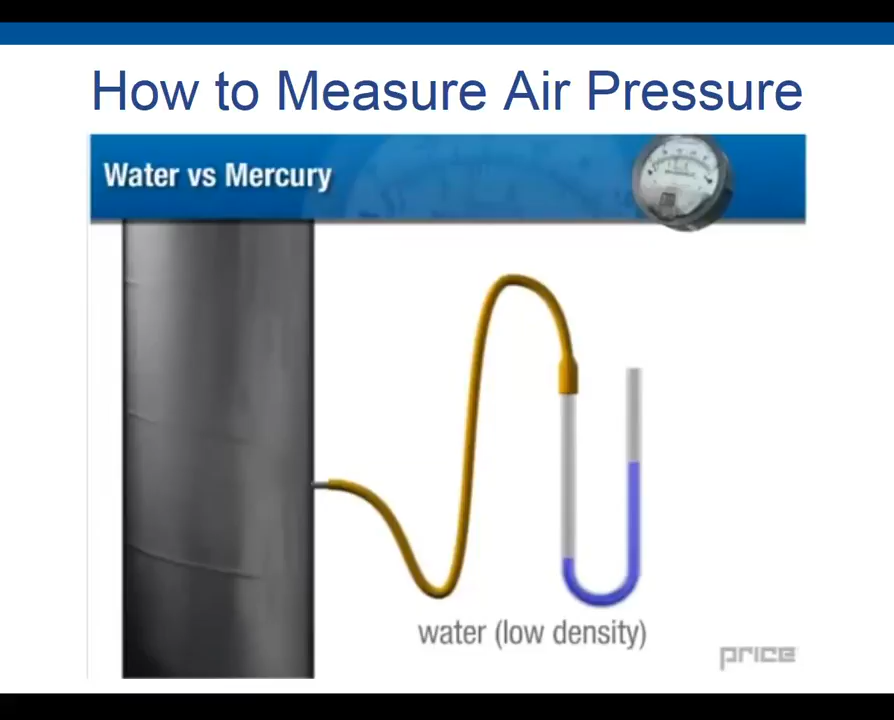 How to Measure Air Pressure
Water vs Mercury
water (low density)
price